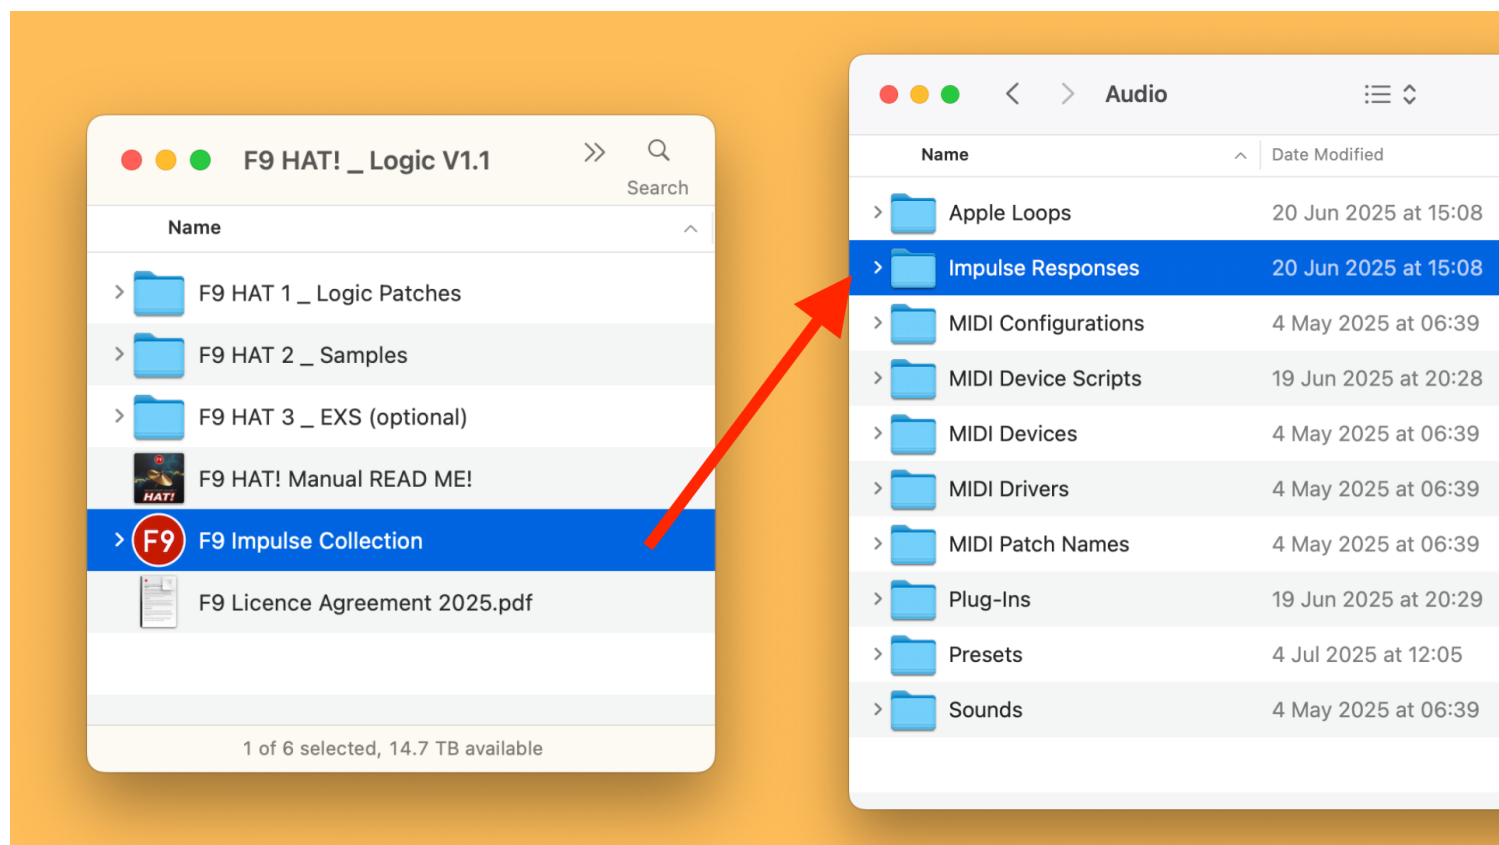 F9 HAT! _ Logic V1.1
Search
Name
F9 HAT 1 _ Logic Patches
F9 HAT 2 _ Samples
F9 HAT 3 _ EXS (optional)
HAT!
F9 HAT! Manual READ ME!
F9
F9 Impulse Collection
F9 Licence Agreement 2025.pdf
1 of 6 selected, 14.7 TB available
Audio
Name Date Modified
Apple Loops 20 Jun 2025 at 15:08
Impulse Responses 20 Jun 2025 at 15:08
MIDI Configurations 4 May 2025 at 06:39
MIDI Device Scripts 19 Jun 2025 at 20:28
MIDI Devices 4 May 2025 at 06:39
MIDI Drivers 4 May 2025 at 06:39
MIDI Patch Names 4 May 2025 at 06:39
Plug-Ins 19 Jun 2025 at 20:29
Presets 4 Jul 2025 at 12:05
Sounds 4 May 2025 at 06:39